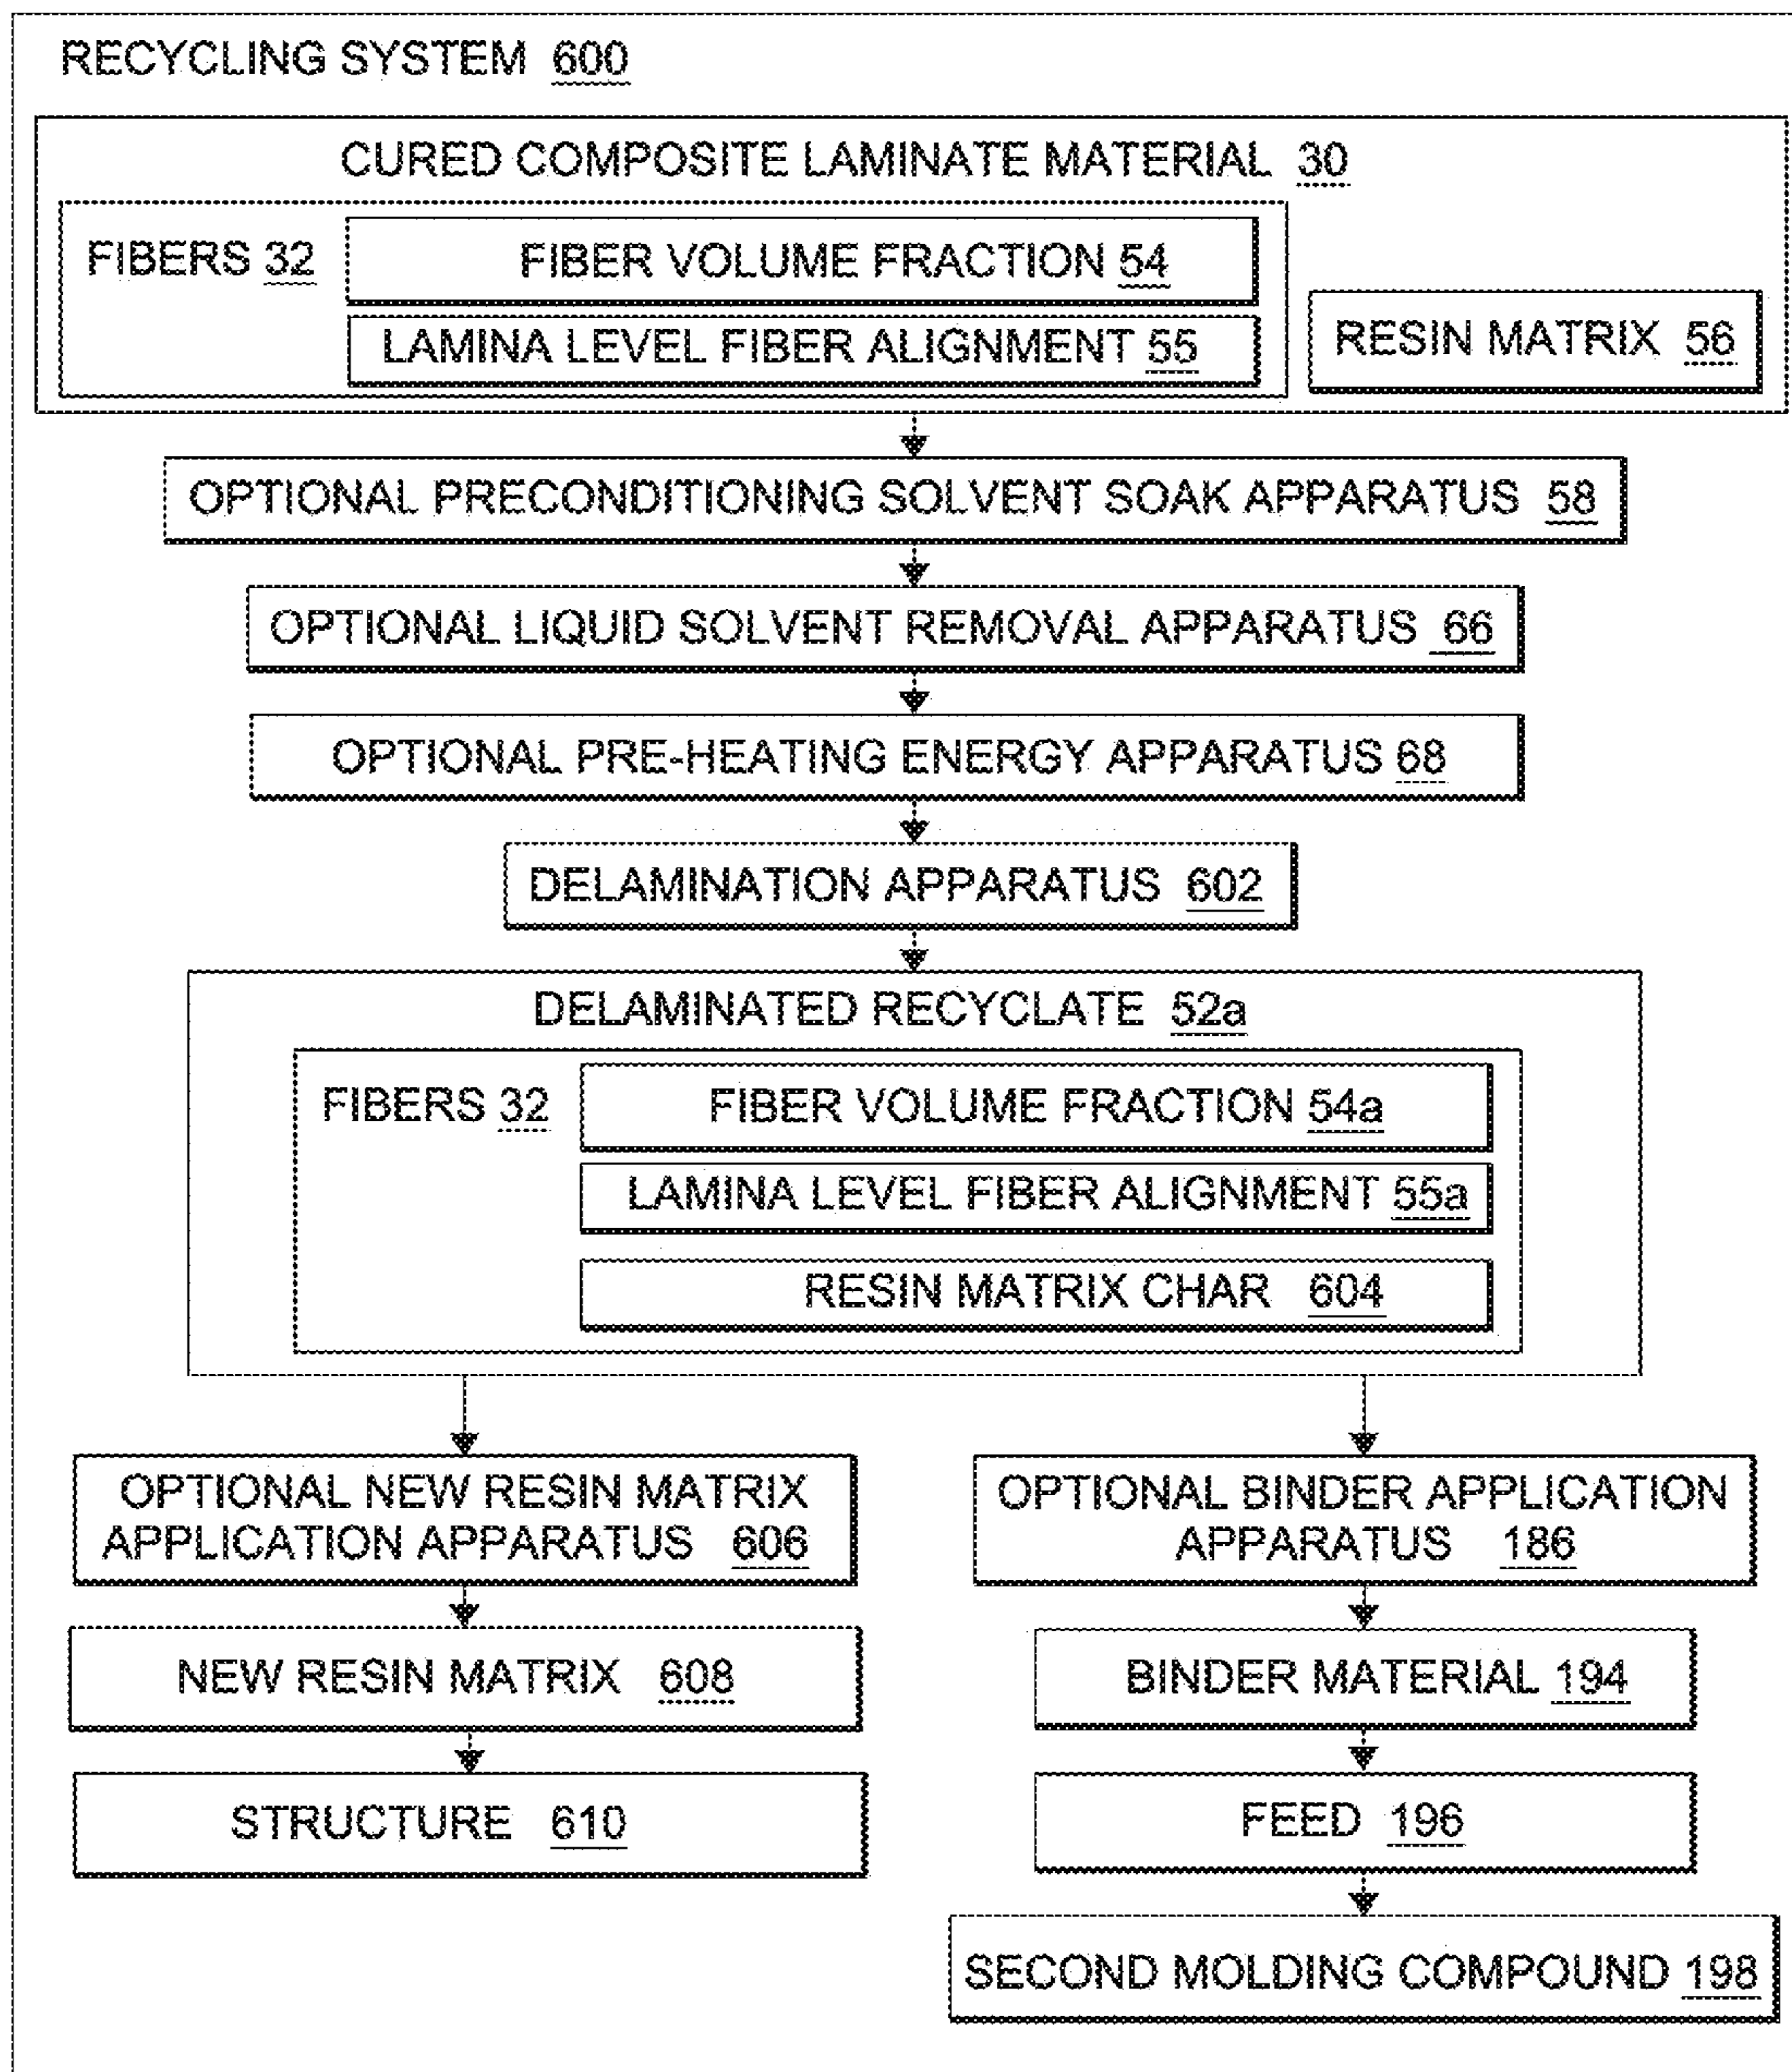 RECYCLING SYSTEM 600
CURED COMPOSITE LAMINATE MATERIAL 30
FIBERS 32
FIBER VOLUME FRACTION 54
LAMINA LEVEL FIBER ALIGNMENT 55
RESIN MATRIX 56
OPTIONAL PRECONDITIONING SOLVENT SOAK APPARATUS 58
OPTIONAL LIQUID SOLVENT REMOVAL APPARATUS 66
OPTIONAL PRE-HEATING ENERGY APPARATUS 68
DELAMINATION APPARATUS 602
DELAMINATED RECYCLATE 52a
FIBERS 32
FIBER VOLUME FRACTION 54a
LAMINA LEVEL FIBER ALIGNMENT 55a
RESIN MATRIX CHAR 604
OPTIONAL NEW RESIN MATRIX
APPLICATION APPARATUS 606
NEW RESIN MATRIX 608
STRUCTURE 610
OPTIONAL BINDER APPLICATION
APPARATUS 186
BINDER MATERIAL 194
FEED 196
SECOND MOLDING COMPOUND 198